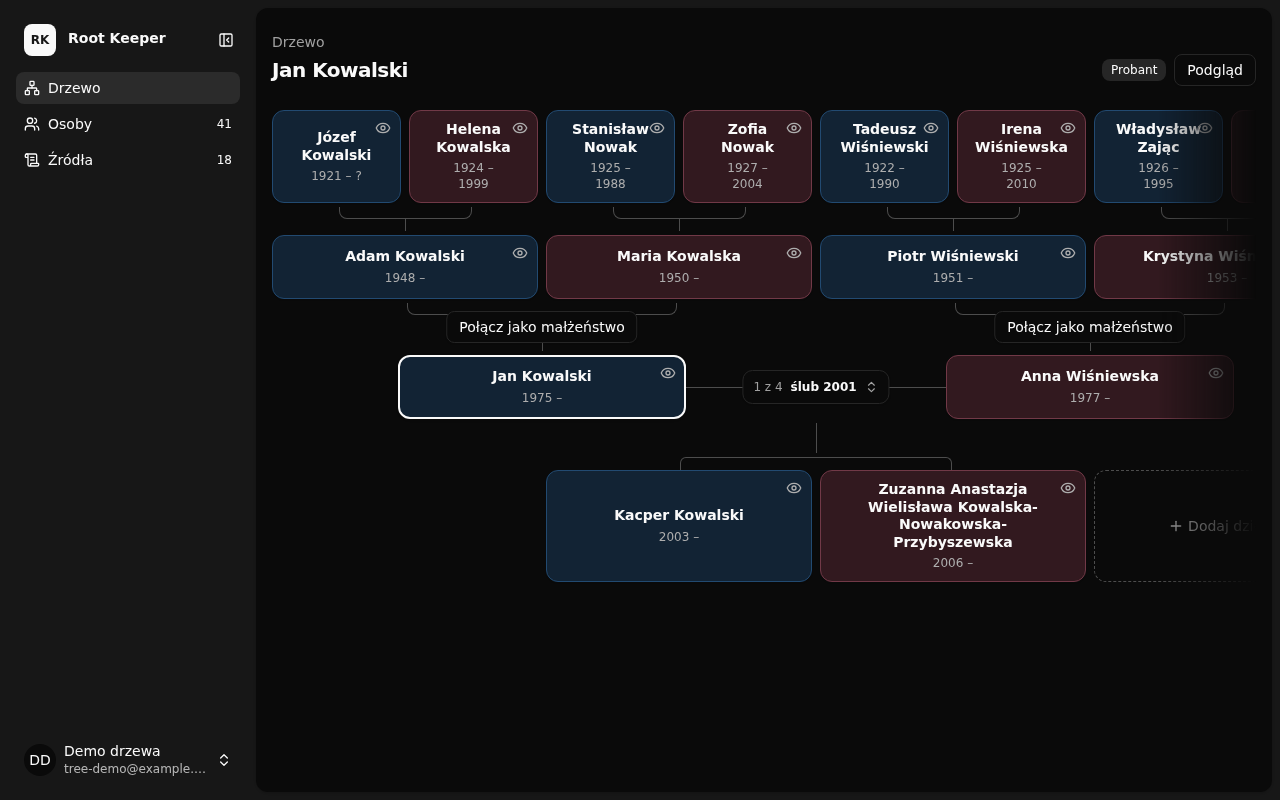 RK
Root Keeper
Drzewo
Osoby
41
Źródła
18
Drzewo
Jan Kowalski
Probant
Podgląd
Józef
Kowalski
1921 – ?
Helena
Kowalska
1924 –
1999
Stanisław
Nowak
1925 –
1988
Zofia
Nowak
1927 –
2004
Tadeusz
Wiśniewski
1922 –
1990
Irena
Wiśniewska
1925 –
2010
Władysław
Zając
1926 –
1995
Adam Kowalski
1948 –
Maria Kowalska
1950 –
Piotr Wiśniewski
1951 –
Krystyna
1953 –
Połącz jako małżeństwo
Połącz jako małżeństwo
Jan Kowalski
1975 –
1 z 4 ślub 2001
Anna Wiśniewska
1977 –
Kacper Kowalski
2003 –
Zuzanna Anastazja
Wielisława Kowalska-
Nowakowska-
Przybyszewska
2006 –
+ Dodaj
DD
Demo drzewa
tree-demo@example....